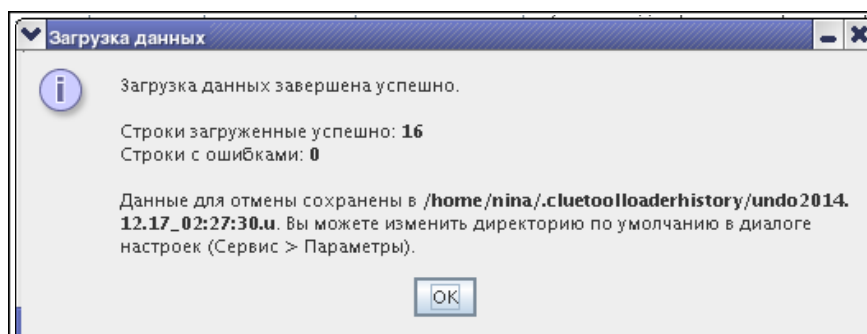 Загрузка данных
Загрузка данных завершена успешно.
Строки загруженные успешно: 16
Строки с ошибками: 0
Данные для отмены сохранены в /home/nina/.cluetoolloaderhistory/undo2014.
12.17_02:27:30.u. Вы можете изменить директорию по умолчанию в диалоге
настроек (Сервис > Параметры).
OK